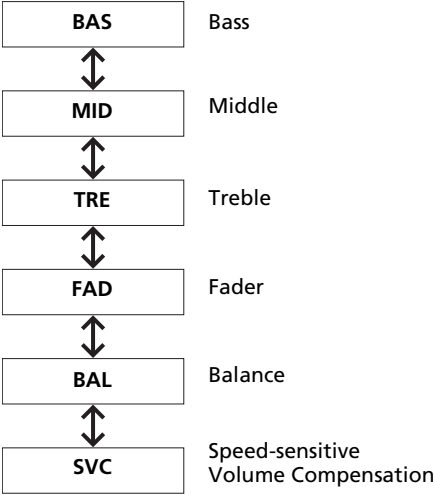 BAS Bass
MID Middle
TRE Treble
FAD Fader
BAL Balance
SVC Speed-sensitive
Volume Compensation